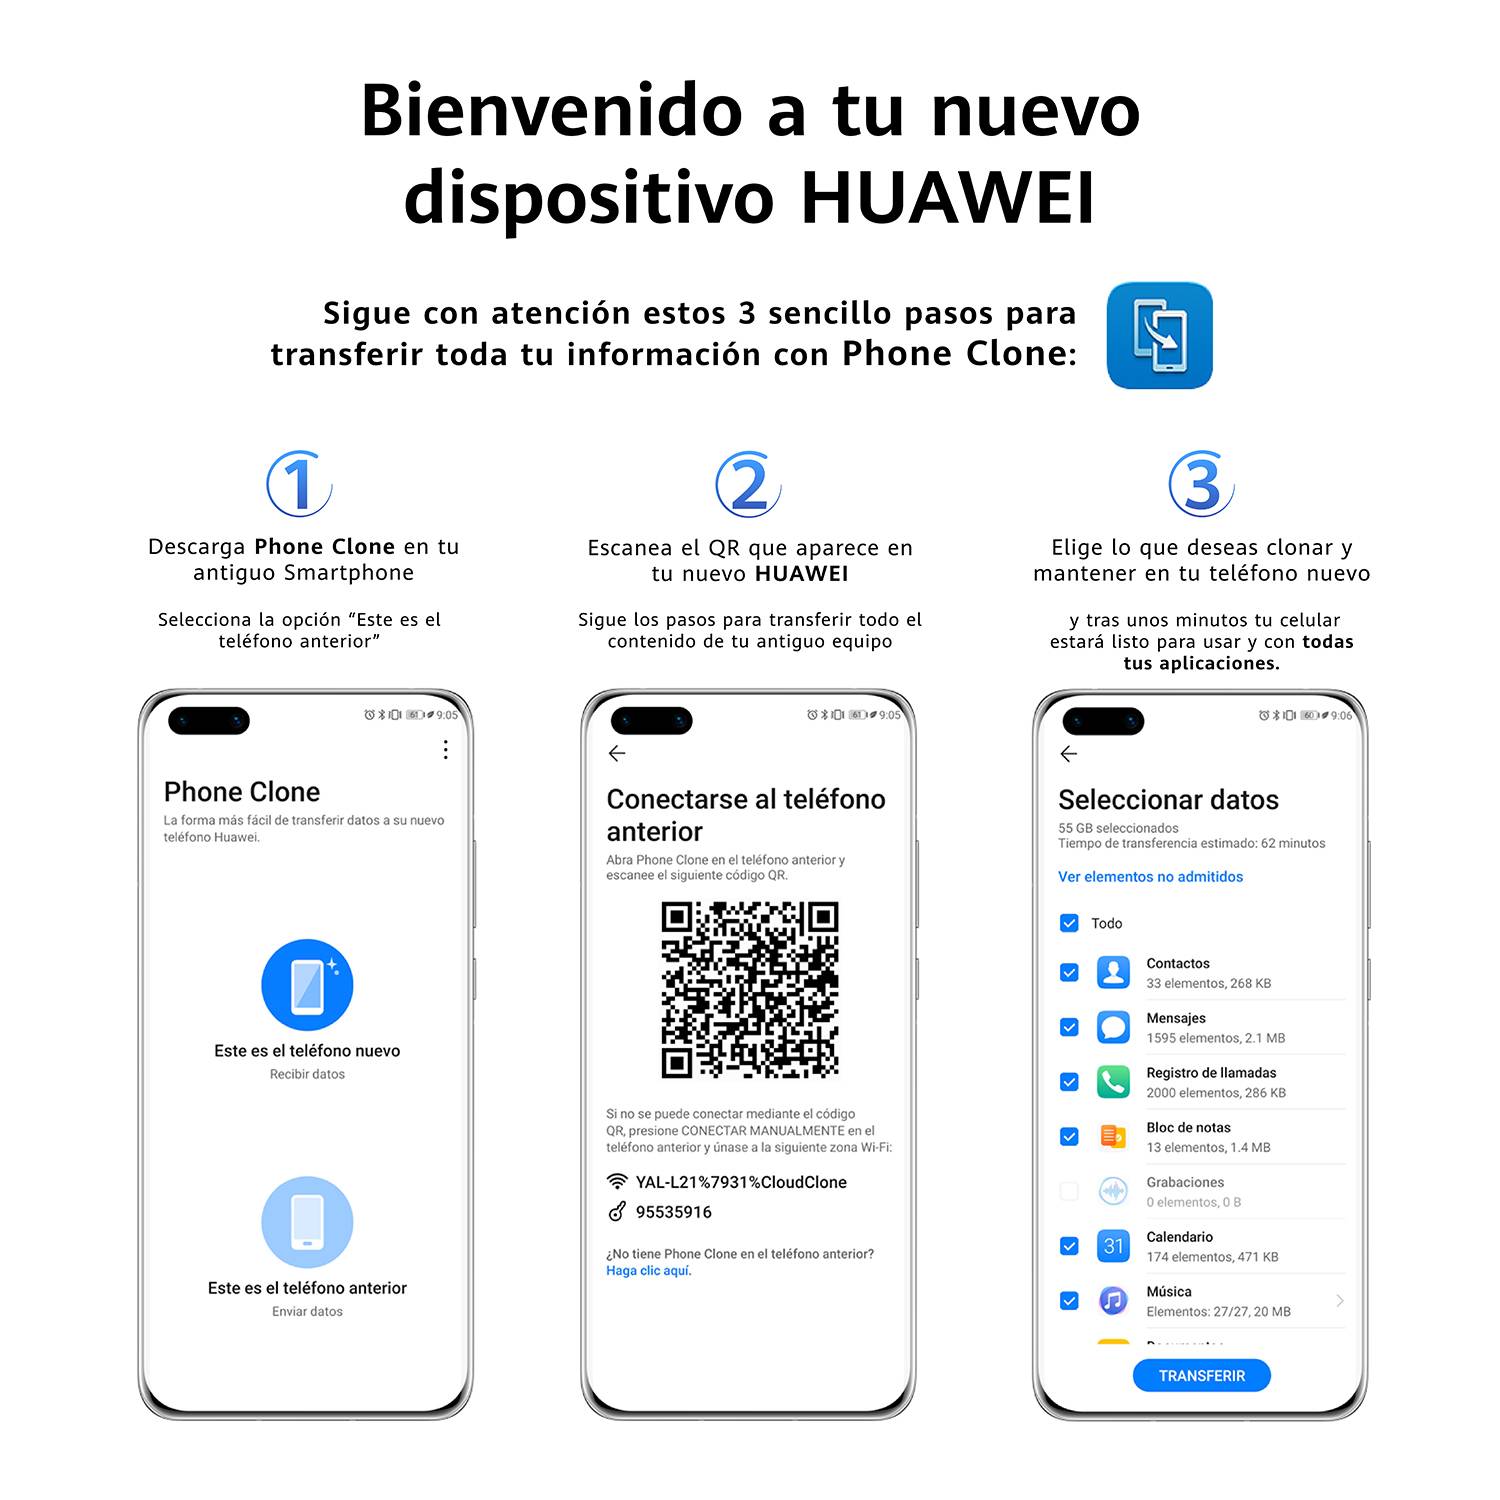 Bienvenido a tu nuevo
dispositivo HUAWEI
Sigue con atención estos 3 sencillo pasos para
transferir toda tu información con Phone Clone:
1
Descarga Phone Clone en tu
antiguo Smartphone
Selecciona la opción “Este es el
teléfono anterior”
2
Escanea el QR que aparece en
tu nuevo HUAWEI
Sigue los pasos para transferir todo el
contenido de tu antiguo equipo
3
Elige lo que deseas clonar y
mantener en tu teléfono nuevo
y tras unos minutos tu celular
estará listo para usar y con todas
tus aplicaciones.
61 9:05
Phone Clone
La forma más fácil de transferir datos a su nuevo
teléfono Huawei.
Este es el teléfono nuevo
Recibir datos
Este es el teléfono anterior
Enviar datos
61 9:05
Conectarse al teléfono
anterior
Abra Phone Clone en el teléfono anterior y
escanee el siguiente código QR.
Si no se puede conectar mediante el código
QR, presione CONECTAR MANUALMENTE en el
teléfono anterior y únase a la siguiente zona Wi-Fi:
YAL-L21%7931%CloudClone
95535916
¿No tiene Phone Clone en el teléfono anterior?
Haga clic aquí.
60 9:06
Seleccionar datos
55 GB seleccionados
Tiempo de transferencia estimado: 62 minutos
Ver elementos no admitidos
Todo
Contactos
33 elementos, 268 KB
Mensajes
1595 elementos, 2.1 MB
Registro de llamadas
2000 elementos, 286 KB
Bloc de notas
13 elementos, 1.4 MB
Grabaciones
0 elementos, 0 B
31
Calendario
174 elementos, 471 KB
Música
Elementos: 27/27, 20 MB
TRANSFERIR